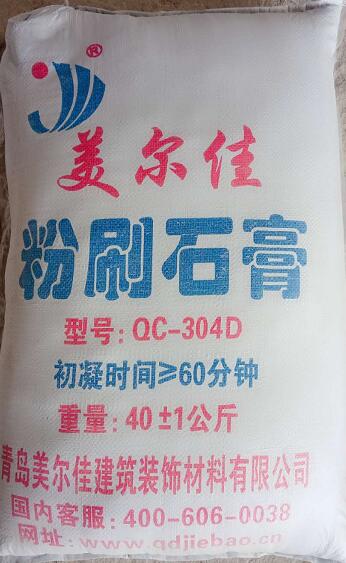 ®
美尔佳
粉刷石膏
型号: QC-304D
初凝时间≥60分钟
重量: 40±1公斤
青岛美尔佳建筑装饰材料有限公司
国内客服: 400-606-0038
网址: www.qdjiebao.cn